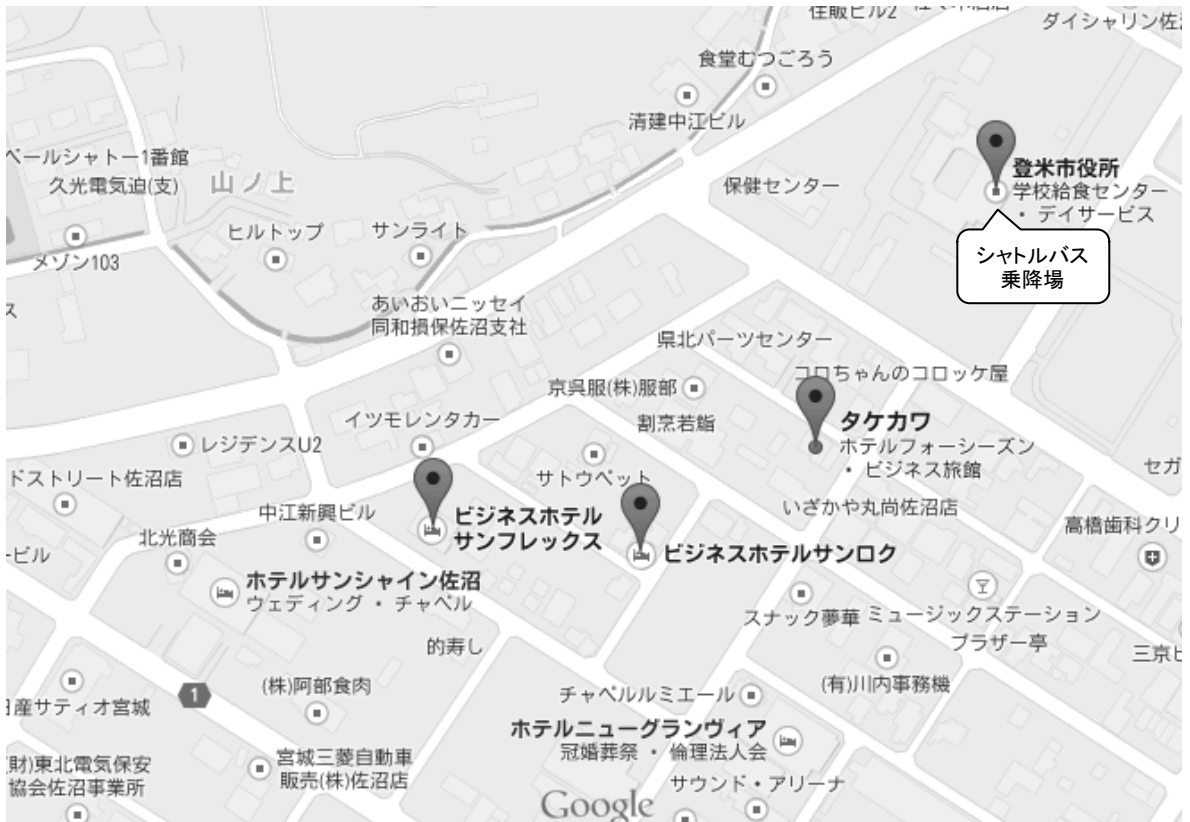 住販ビル2
ダイシャリン佐
食堂むつごろう
清建中江ビル
ペールシャトー1番館
久光電気迫(支)
山ノ上
保健センター
登米市役所
学校給食センター
・ デイサービス
シャトルバス
乗降場
ヒルトップ
サンライト
メゾン103
ス
あいおいニッセイ
同和損保佐沼支社
県北パーツセンター
コロちゃんのコロッケ屋
京呉服(株)服部
割烹若鮨
タケカワ
ホテルフォーシーズン
・ ビジネス旅館
イツモレンタカー
レジデンスU2
サトウペット
セガ
ドストリート佐沼店
いざかや丸尚佐沼店
中江新興ビル
ビジネスホテル
サンフレックス
高橋歯科クリ
北光商会
ービル
ビジネスホテルサンロク
ホテルサンシャイン佐沼
ウェディング ・ チャペル
スナック夢華
ミュージックステーション
プラザー亭
的寿し
三京ビ
(株)阿部食肉
1
チャペルルミエール
(有)川内事務機
日産サティオ宮城
ホテルニューグランヴィア
冠婚葬祭 ・ 倫理法人会
宮城三菱自動車
販売(株)佐沼店
(財)東北電気保安
協会佐沼事業所
サウンド・アリーナ
Google